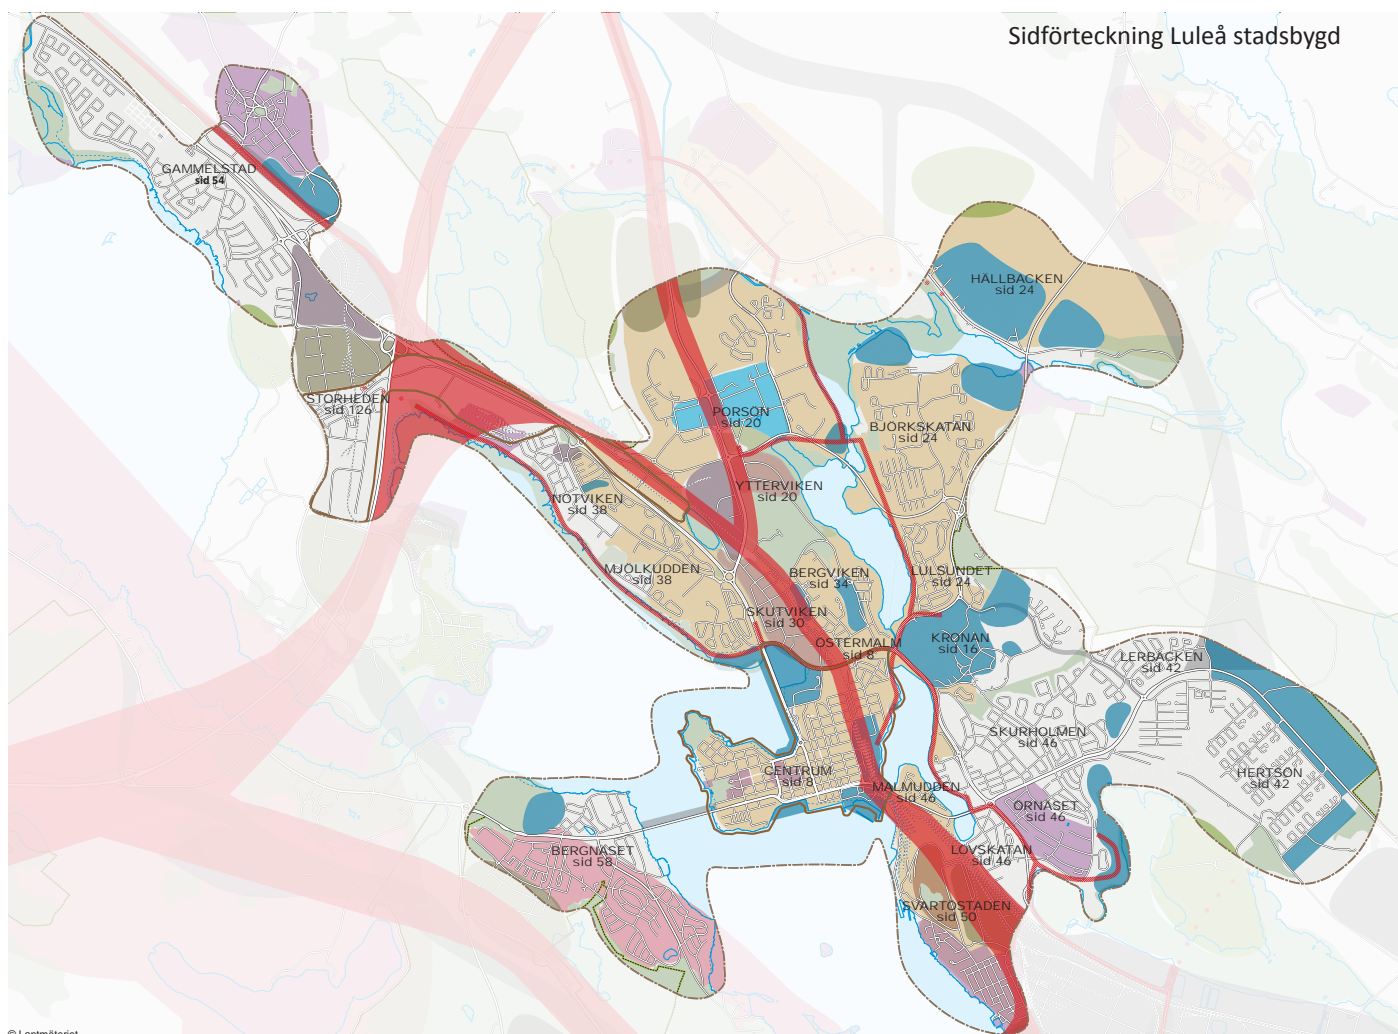 Sidförteckning Luleå stadsbygd
GAMMELSTAD
sid 54
HÄLLBACKEN
sid 24
STORHEDEN
sid 126
PORSÖN
sid 20
BJÖRKSKATAN
sid 24
YTTERVIKEN
sid 20
NOTVIKEN
sid 38
MJÖLKUDDEN
sid 38
BERGVIKEN
sid 34
LULSUNDET
sid 24
SKUTVIKEN
sid 30
ÖSTERMALM
sid 8
KRONAN
sid 16
LERBÄCKEN
sid 42
SKURHOLMEN
sid 46
CENTRUM
sid 8
MALMUDDEN
sid 46
HERTSÖN
sid 42
ÖRNÄSET
sid 46
BERGNÄSET
sid 58
LÖVSKATAN
sid 46
SVARTÖSTADEN
sid 50
© Lantmäteriet